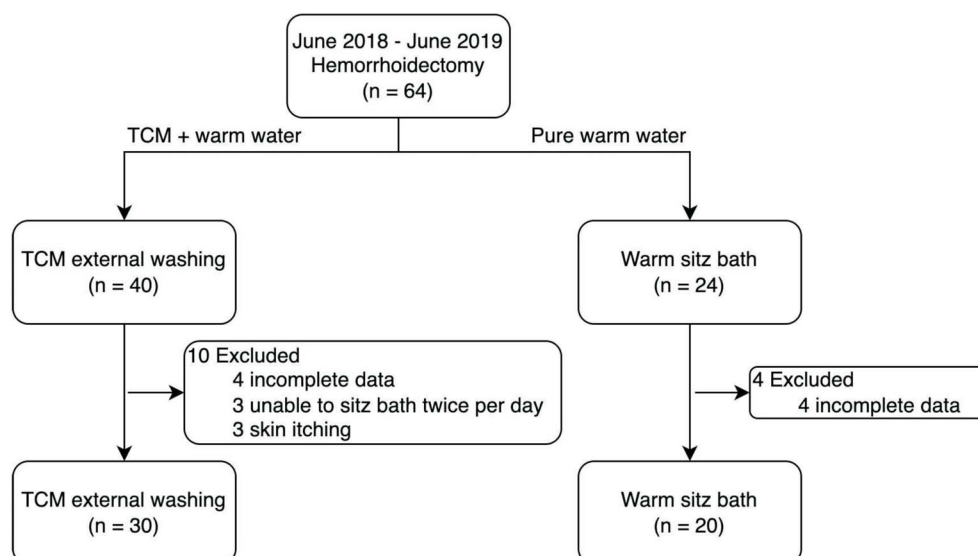 June 2018 - June 2019
Hemorrhoidectomy
(n = 64)
TCM + warm water
Pure warm water
TCM external washing
(n = 40)
Warm sitz bath
(n = 24)
10 Excluded
4 incomplete data
3 unable to sitz bath twice per day
3 skin itching
4 Excluded
4 incomplete data
TCM external washing
(n = 30)
Warm sitz bath
(n = 20)